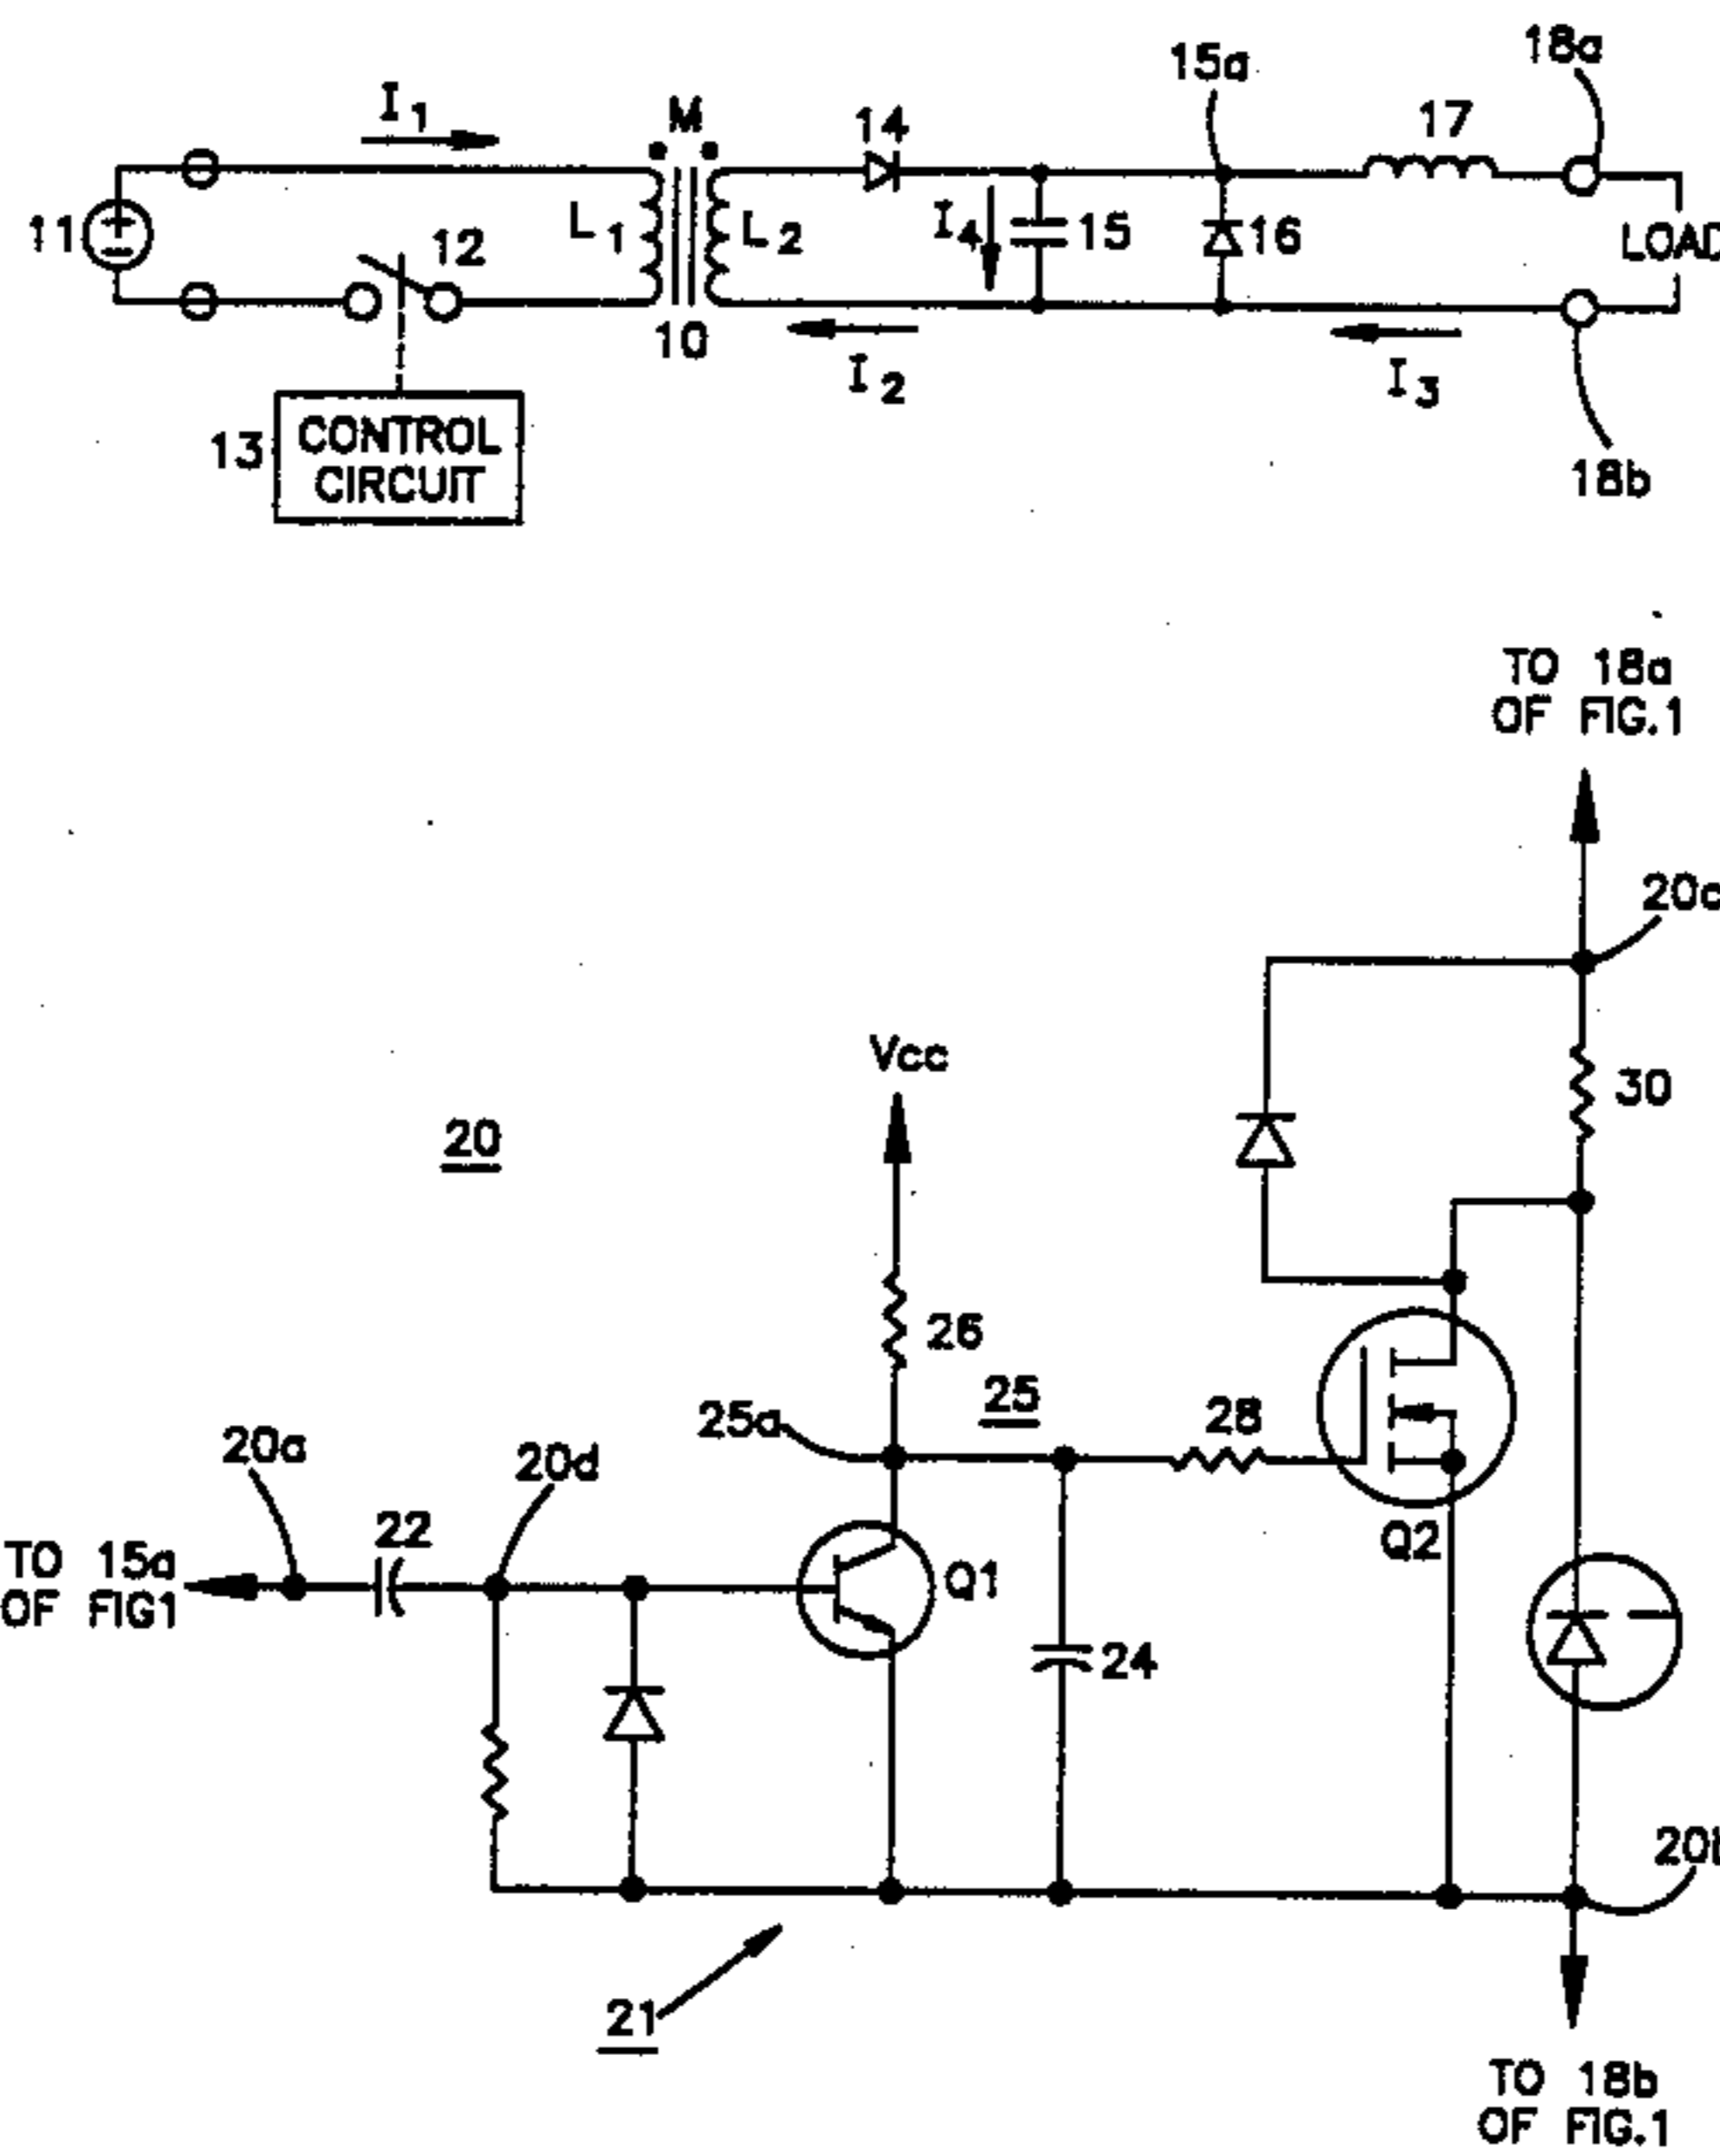 I1
M
14
15a
17
18a
11
12
L1
L2
I4
15
16
LOAD
10
I2
I3
13
CONTROL
CIRCUIT
18b
TO 18a
OF FIG.1
20c
Vcc
30
20
26
25a
25
28
20a
20d
22
Q1
Q2
TO 15a
OF FIG1
24
20b
21
TO 18b
OF FIG.1